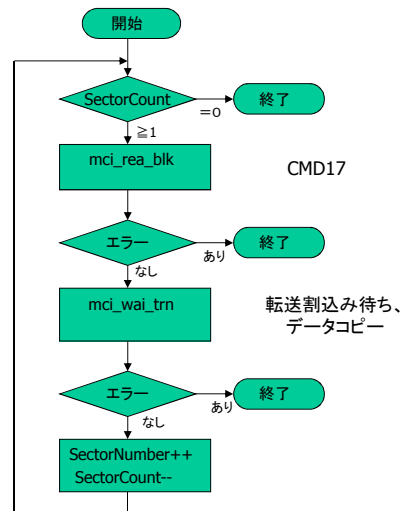 開始
SectorCount
=0
終了
≧1
mci_rea_blk
CMD17
エラー
あり
終了
なし
mci_wai_trn
転送割込み待ち、
データコピー
エラー
あり
終了
なし
SectorNumber++
SectorCount--